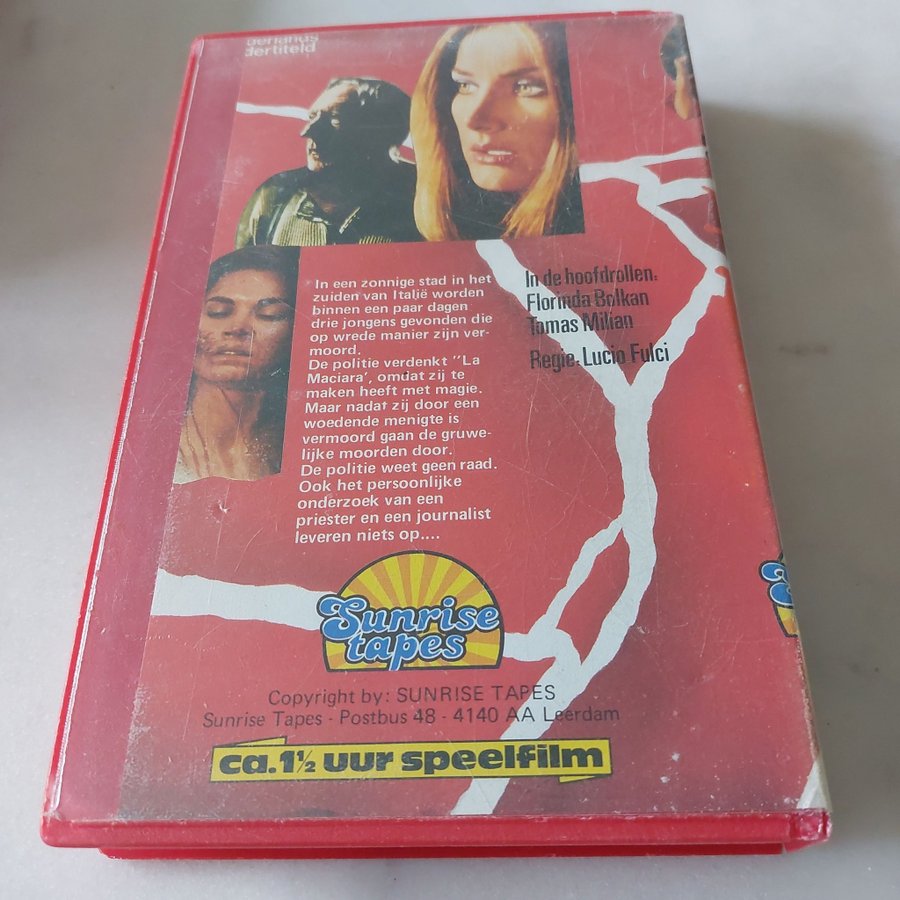 dertiteld
In een zonnige stad in het
zuiden van Italië worden
binnen een paar dagen
drie jongens gevonden die
op wrede manier zijn ver-
moord.
De politie verdenkt "La
Maciara', omdat zij te
maken heeft met magie.
Maar nadat zij door een
woedende menigte is
vermoord gaan de gruwe-
lijke moorden door.
De politie weet geen raad.
Ook het persoonlijke
onderzoek van een
priester en een journalist
leveren niets op....
In de hoofdrollen:
Florinda Bolkan
Tomas Milian
Regie: Lucio Fulci
Sunrise
tapes
Copyright by: SUNRISE TAPES
Sunrise Tapes - Postbus 48 - 4140 AA Leerdam
ca. 1½ uur speelfilm